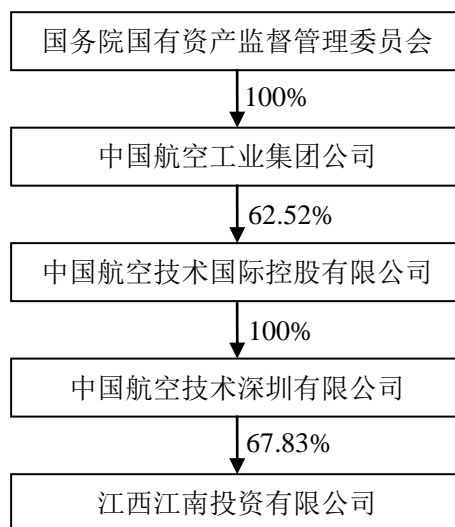 国务院国有资产监督管理委员会
100%
中国航空工业集团公司
62.52%
中国航空技术国际控股有限公司
100%
中国航空技术深圳有限公司
67.83%
江西江南投资有限公司